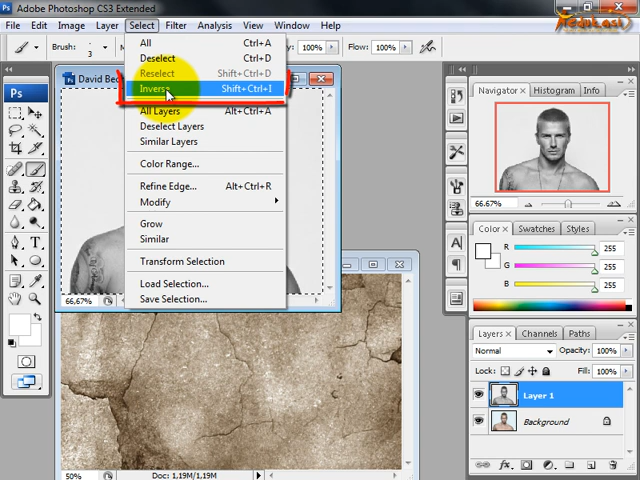 Adobe Photoshop CS3 Extended
edukasi
File Edit Image Layer Select Filter Analysis View Window Help
Brush: 3 100% Flow: 100%
All Ctrl+A
Deselect Ctrl+D
Reselect Shift+Ctrl+D
Inverse Shift+Ctrl+I
All Layers Alt+Ctrl+A
Deselect Layers
Similar Layers
Color Range...
Refine Edge... Alt+Ctrl+R
Modify
Grow
Similar
Transform Selection
Load Selection...
Save Selection...
Ps
David Bec
66,67%
50% Doc: 1,19M/1,19M
Navigator × Histogram Info
66.67%
Color × Swatches Styles
R 255
G 255
B 255
Layers × Channels Paths
Normal Opacity: 100%
Lock: Fill: 100%
Layer 1
Background